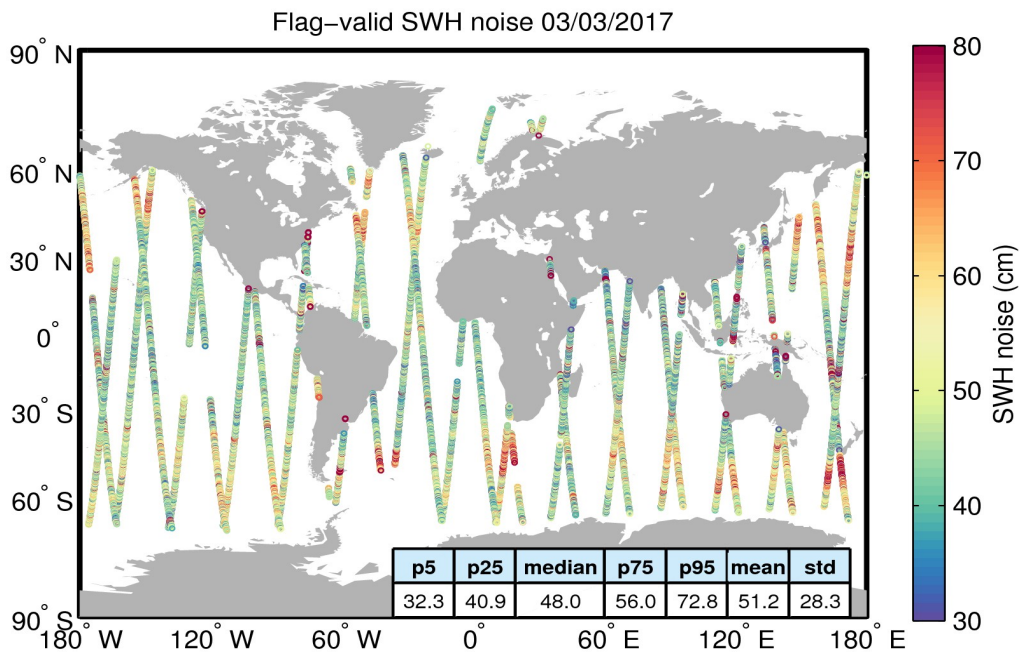 Flag−valid SWH noise 03/03/2017
90° N
60° N
30° N
0°
30° S
60° S
90° S
180° W
120° W
60° W
0°
60° E
120° E
180° E
80
70
60
50
40
30
SWH noise (cm)
p5 p25 median p75 p95 mean std
32.3 40.9 48.0 56.0 72.8 51.2 28.3